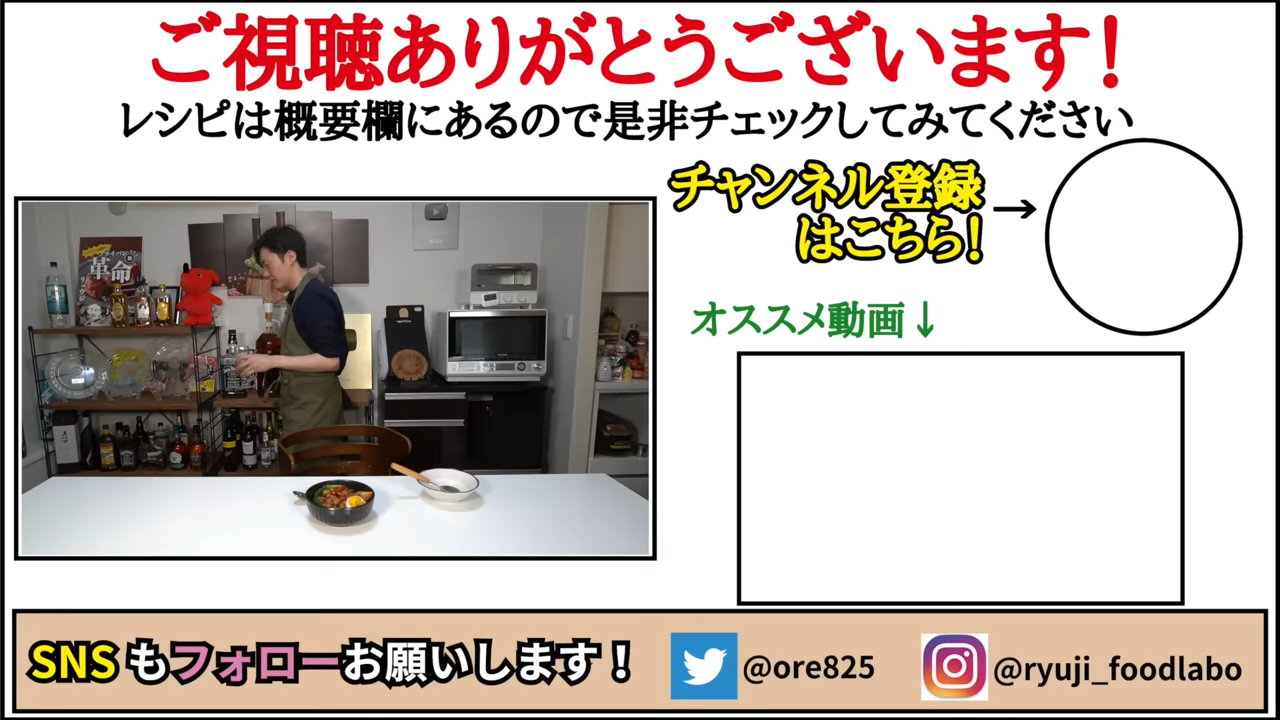 ご視聴ありがとうございます！
レシピは概要欄にあるので是非チェックしてみてください
チャンネル登録
はこちら！
→
オススメ動画↓
革命
SNSもフォローお願いします！
@ore825
@ryuji_foodlabo